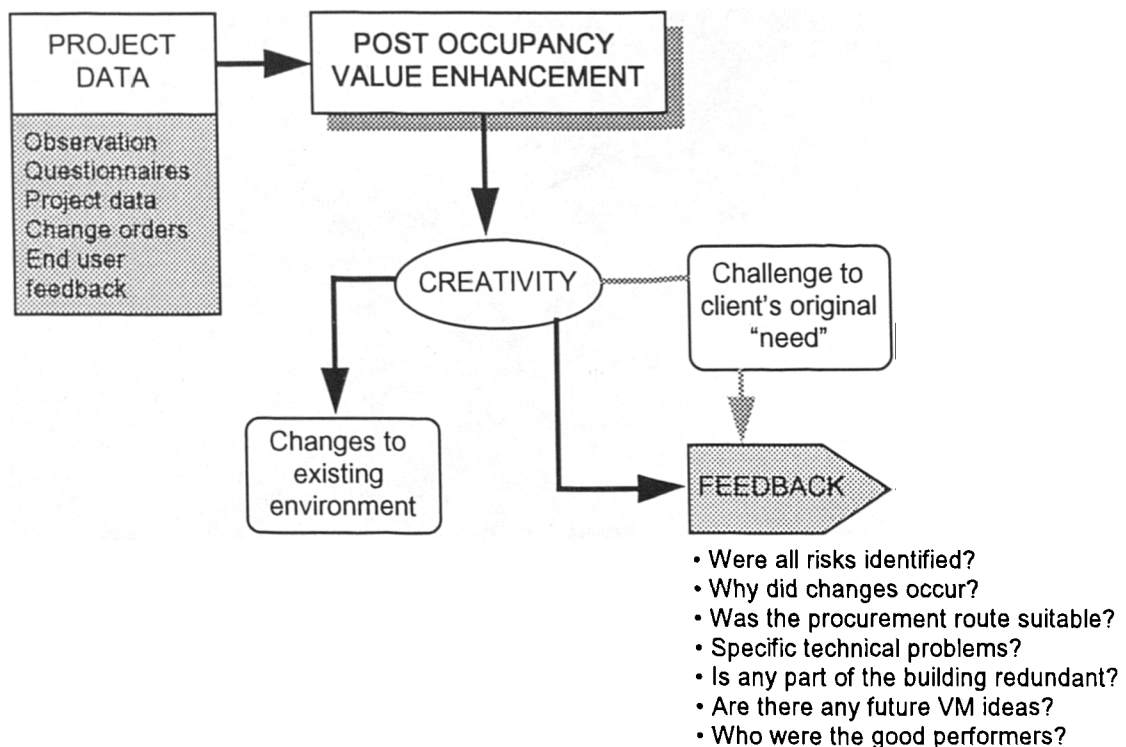 PROJECT
DATA
Observation
Questionnaires
Project data
Change orders
End user
feedback
POST OCCUPANCY
VALUE ENHANCEMENT
CREATIVITY
Challenge to
client's original
“need”
Changes to
existing
environment
FEEDBACK
• Were all risks identified?
• Why did changes occur?
• Was the procurement route suitable?
• Specific technical problems?
• Is any part of the building redundant?
• Are there any future VM ideas?
• Who were the good performers?